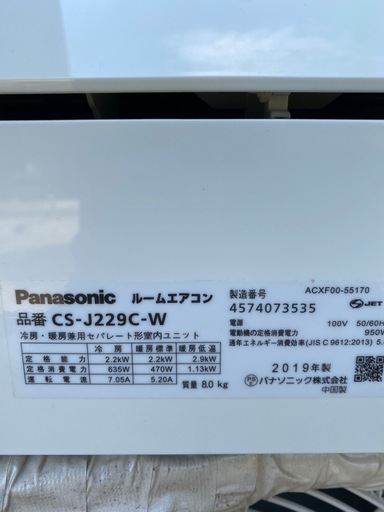 ACXF00-55170
Panasonic ルームエアコン 製造番号
4574073535 JET
品番 CS-J229C-W
電源 100V 50/60H
電動機の定格消費電力 950W
冷房・暖房兼用セパレート形室内ユニット
通年エネルギー消費効率(JIS C 9612:2013) 5.
冷房 暖房標準 暖房低温
定格能力 2.2kW 2.2kW 2.9kW
定格消費電力 635W 470W 1.13kW
運転電流 7.05A 5.20A
質量 8.0 kg
2019年製
PS パナソニック株式会社
中国製